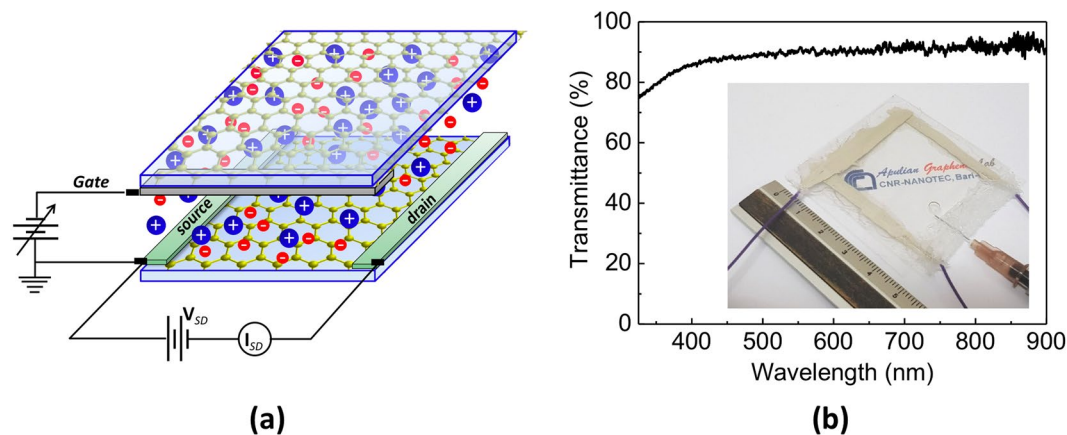 Gate
source
drain
V_SD
I_SD
(a)
100
80
60
40
20
0
Transmittance (%)
400 500 600 700 800 900
Wavelength (nm)
Apulian Graphene Lab
CNR-NANOTEC, Bari
(b)